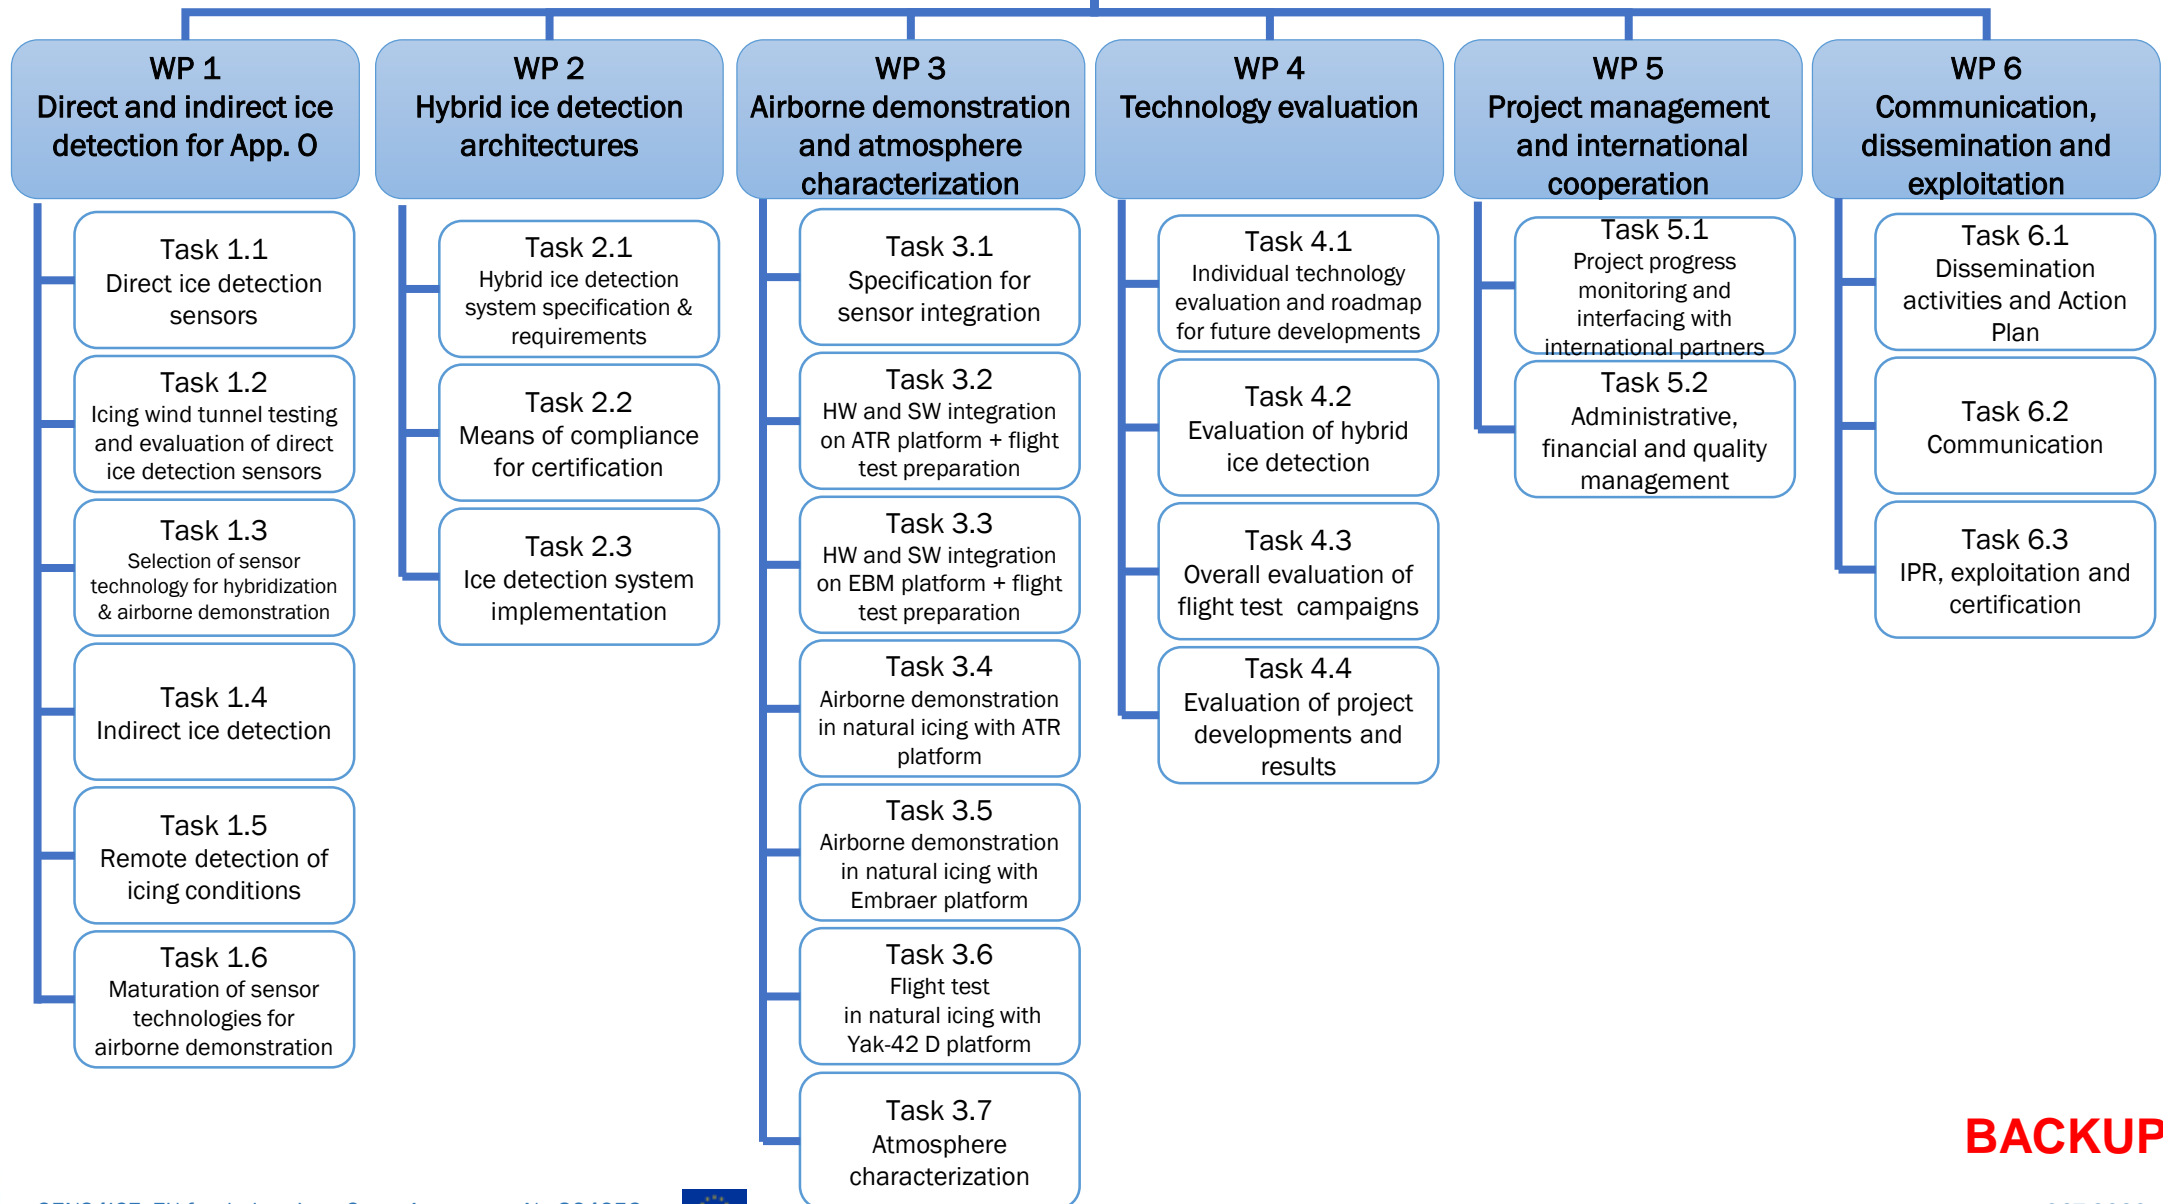 WP 1
Direct and indirect ice
detection for App. O
Task 1.1
Direct ice detection
sensors
Task 1.2
Icing wind tunnel testing
and evaluation of direct
ice detection sensors
Task 1.3
Selection of sensor
technology for hybridization
& airborne demonstration
Task 1.4
Indirect ice detection
Task 1.5
Remote detection of
icing conditions
Task 1.6
Maturation of sensor
technologies for
airborne demonstration
WP 2
Hybrid ice detection
architectures
Task 2.1
Hybrid ice detection
system specification &
requirements
Task 2.2
Means of compliance
for certification
Task 2.3
Ice detection system
implementation
WP 3
Airborne demonstration
and atmosphere
characterization
Task 3.1
Specification for
sensor integration
Task 3.2
HW and SW integration
on ATR platform + flight
test preparation
Task 3.3
HW and SW integration
on EBM platform + flight
test preparation
Task 3.4
Airborne demonstration
in natural icing with ATR
platform
Task 3.5
Airborne demonstration
in natural icing with
Embraer platform
Task 3.6
Flight test
in natural icing with
Yak-42 D platform
Task 3.7
Atmosphere
characterization
WP 4
Technology evaluation
Task 4.1
Individual technology
evaluation and roadmap
for future developments
Task 4.2
Evaluation of hybrid
ice detection
Task 4.3
Overall evaluation of
flight test campaigns
Task 4.4
Evaluation of project
developments and
results
WP 5
Project management
and international
cooperation
Task 5.1
Project progress
monitoring and
interfacing with
international partners
Task 5.2
Administrative,
financial and quality
management
WP 6
Communication,
dissemination and
exploitation
Task 6.1
Dissemination
activities and Action
Plan
Task 6.2
Communication
Task 6.3
IPR, exploitation and
certification
BACKUP